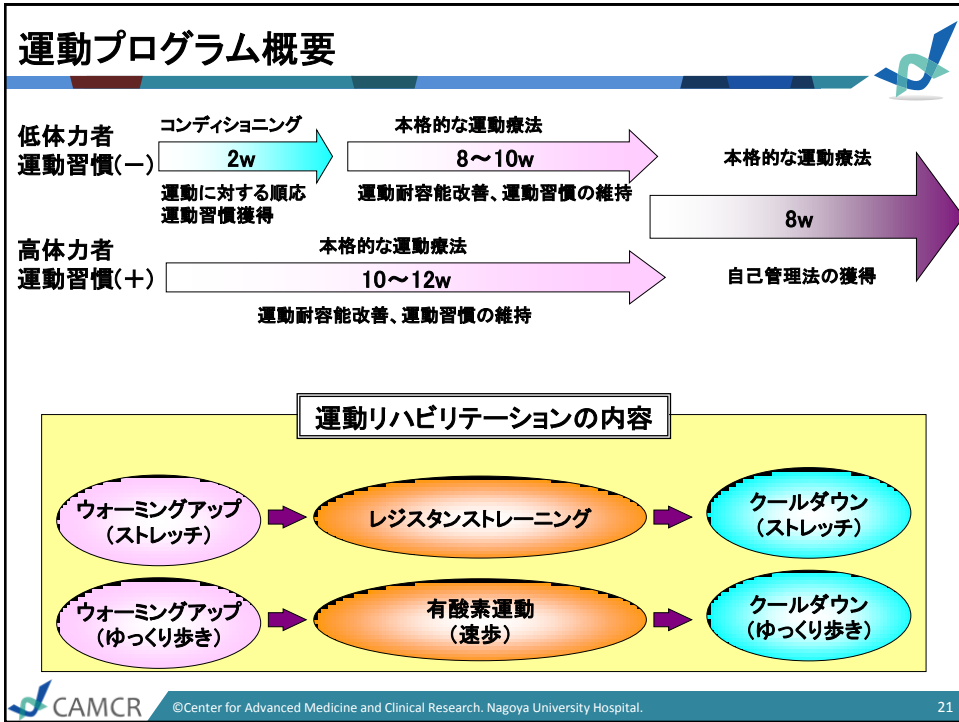 運動プログラム概要
低体力者
運動習慣(－)
コンディショニング
2w
運動に対する順応
運動習慣獲得
本格的な運動療法
8～10w
運動耐容能改善、運動習慣の維持
高体力者
運動習慣(＋)
本格的な運動療法
10～12w
運動耐容能改善、運動習慣の維持
本格的な運動療法
8w
自己管理法の獲得
運動リハビリテーションの内容
ウォーミングアップ
(ストレッチ)
レジスタンストレーニング
クールダウン
(ストレッチ)
ウォーミングアップ
(ゆっくり歩き)
有酸素運動
(速歩)
クールダウン
(ゆっくり歩き)
CAMCR
©Center for Advanced Medicine and Clinical Research. Nagoya University Hospital.
21